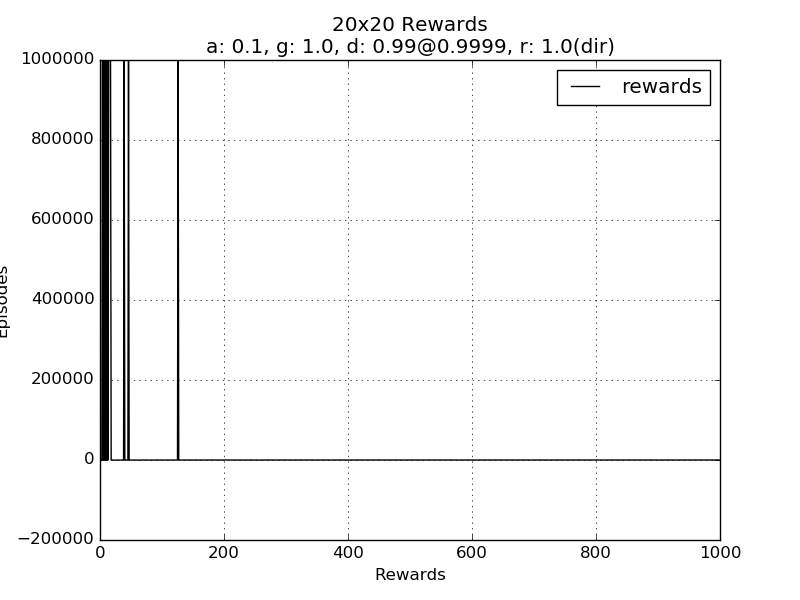 20x20 Rewards
a: 0.1, g: 1.0, d: 0.99@0.9999, r: 1.0(dir)
rewards
1000000
800000
600000
400000
200000
0
−200000
Episodes
0 200 400 600 800 1000
Rewards